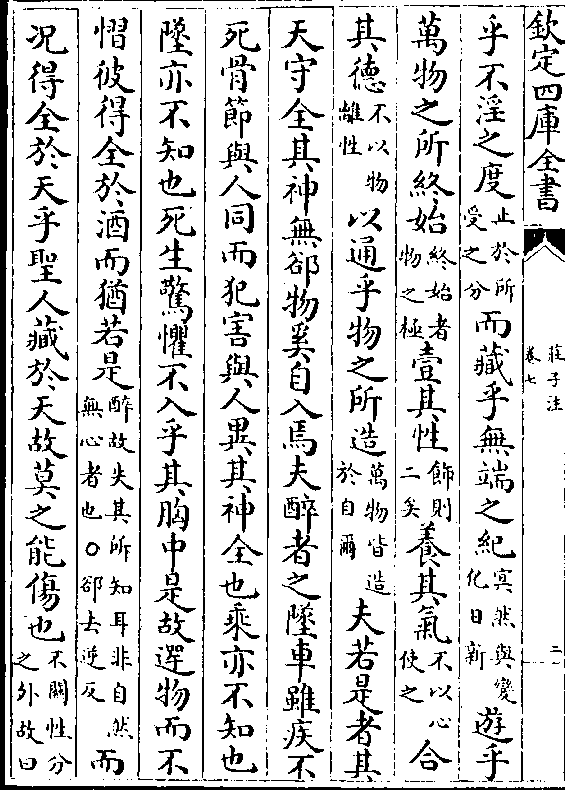 欽定四庫全書
莊子注
卷七
二
乎不淫之度止於所受之分而藏乎無端之紀㝠然與變化日新遊乎
萬物之所終始終始者物之極壹其性飾則二矣養其氣不以心使之合
其德不以物離性以通乎物之所造萬物皆造於自爾夫若是者其
天守全其神無郤物奚自入焉夫醉者之墜車雖疾不
死骨節與人同而犯害與人異其神全也乗亦不知也
墜亦不知也死生驚懼不入乎其胸中是故遻物而不
慴彼得全於酒而猶若是醉故失其所知耳非自然無心者也○郤去逆反而
况得全於天乎聖人藏於天故莫之能傷也不闗性分之外故曰